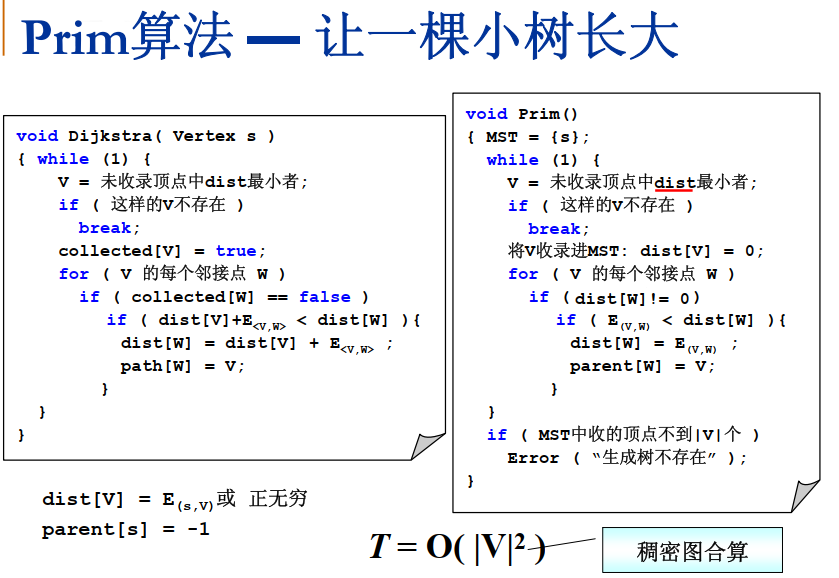 Prim算法 — 让一棵小树长大
void Dijkstra( Vertex s )
{ while (1) {
V = 未收录顶点中dist最小者;
if ( 这样的V不存在 )
break;
collected[V] = true;
for ( V 的每个邻接点 W )
if ( collected[W] == false )
if ( dist[V]+E<V,W> < dist[W] ){
dist[W] = dist[V] + E<V,W> ;
path[W] = V;
}
}
}
dist[V] = E(s,V)或 正无穷
parent[s] = -1
void Prim()
{ MST = {s};
while (1) {
V = 未收录顶点中dist最小者;
if ( 这样的V不存在 )
break;
将V收录进MST: dist[V] = 0;
for ( V 的每个邻接点 W )
if ( dist[W]!= 0 )
if ( E(V,W) < dist[W] ){
dist[W] = E(V,W) ;
parent[W] = V;
}
}
if ( MST中收的顶点不到|V|个 )
Error ( “生成树不存在” );
}
T = O( |V|² )
稠密图合算